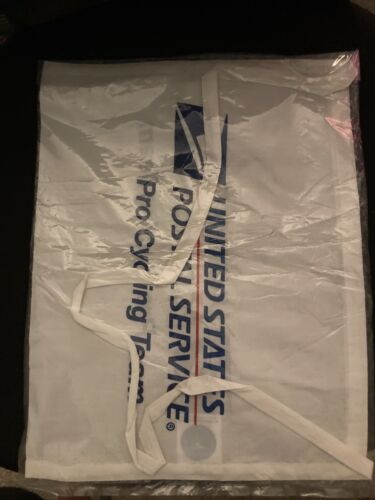 UNITED STATES
POSTAL SERVICE®
Pro Cycling Team